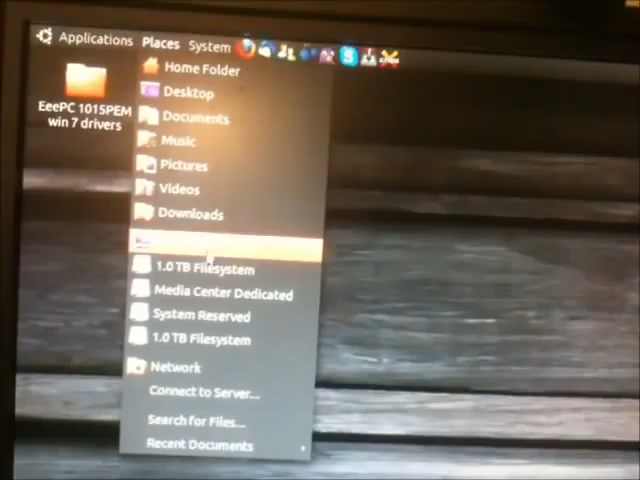 Applications Places System
EeePC 1015PEM
win 7 drivers
Home Folder
Desktop
Documents
Music
Pictures
Videos
Downloads
1.0 TB Filesystem
Media Center Dedicated
System Reserved
1.0 TB Filesystem
Network
Connect to Server...
Search for Files...
Recent Documents